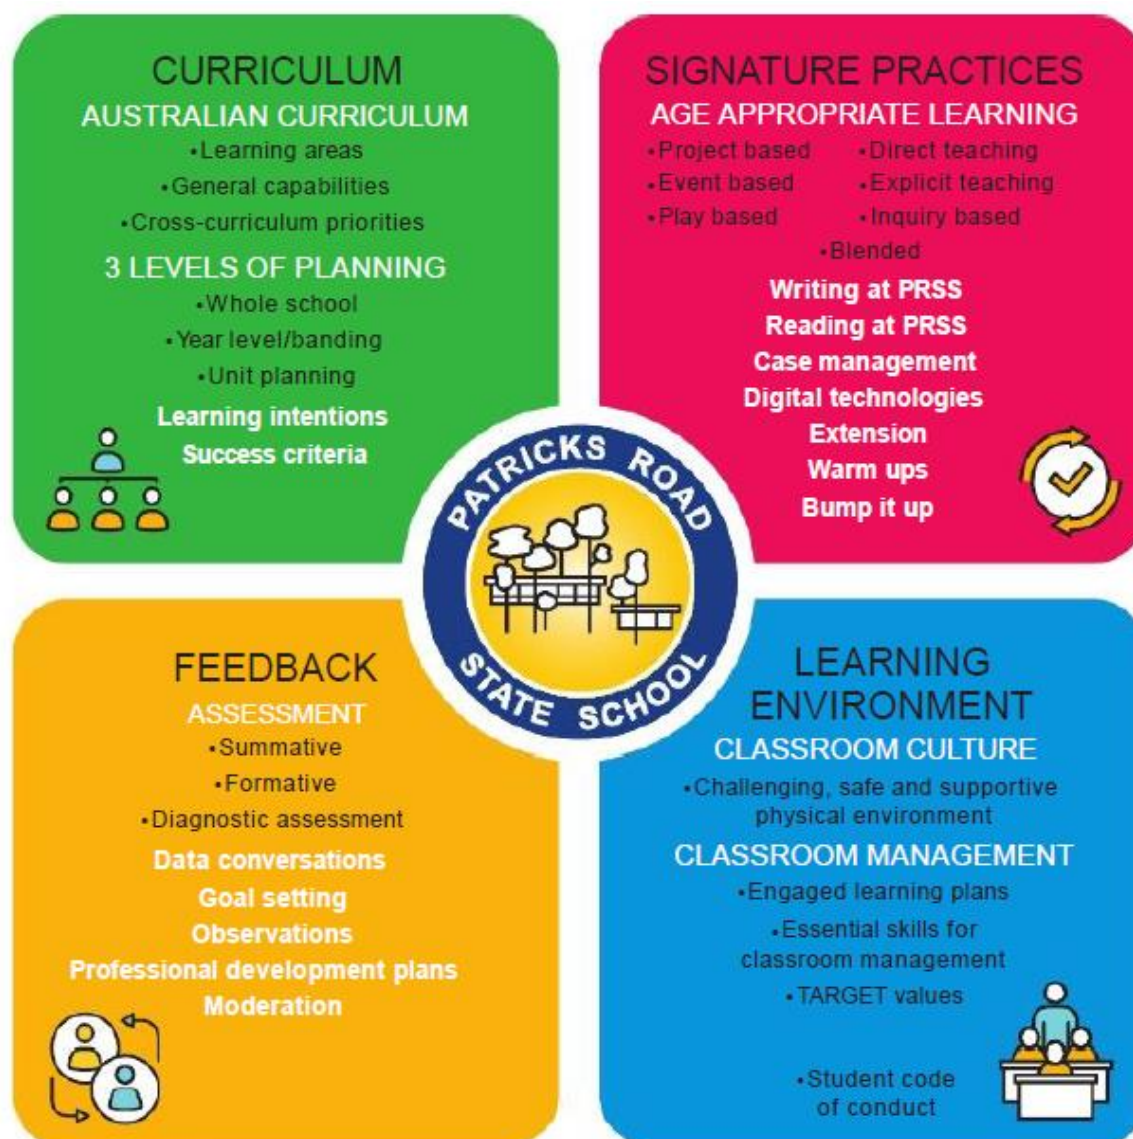 CURRICULUM
AUSTRALIAN CURRICULUM
•Learning areas
•General capabilities
•Cross-curriculum priorities
3 LEVELS OF PLANNING
•Whole school
•Year level/banding
•Unit planning
Learning intentions
Success criteria
SIGNATURE PRACTICES
AGE APPROPRIATE LEARNING
•Project based •Direct teaching
•Event based •Explicit teaching
•Play based •Inquiry based
•Blended
Writing at PRSS
Reading at PRSS
Case management
Digital technologies
Extension
Warm ups
Bump it up
PATRICKS ROAD
STATE SCHOOL
FEEDBACK
ASSESSMENT
•Summative
•Formative
•Diagnostic assessment
Data conversations
Goal setting
Observations
Professional development plans
Moderation
LEARNING
ENVIRONMENT
CLASSROOM CULTURE
•Challenging, safe and supportive
physical environment
CLASSROOM MANAGEMENT
•Engaged learning plans
•Essential skills for
classroom management
•TARGET values
•Student code
of conduct